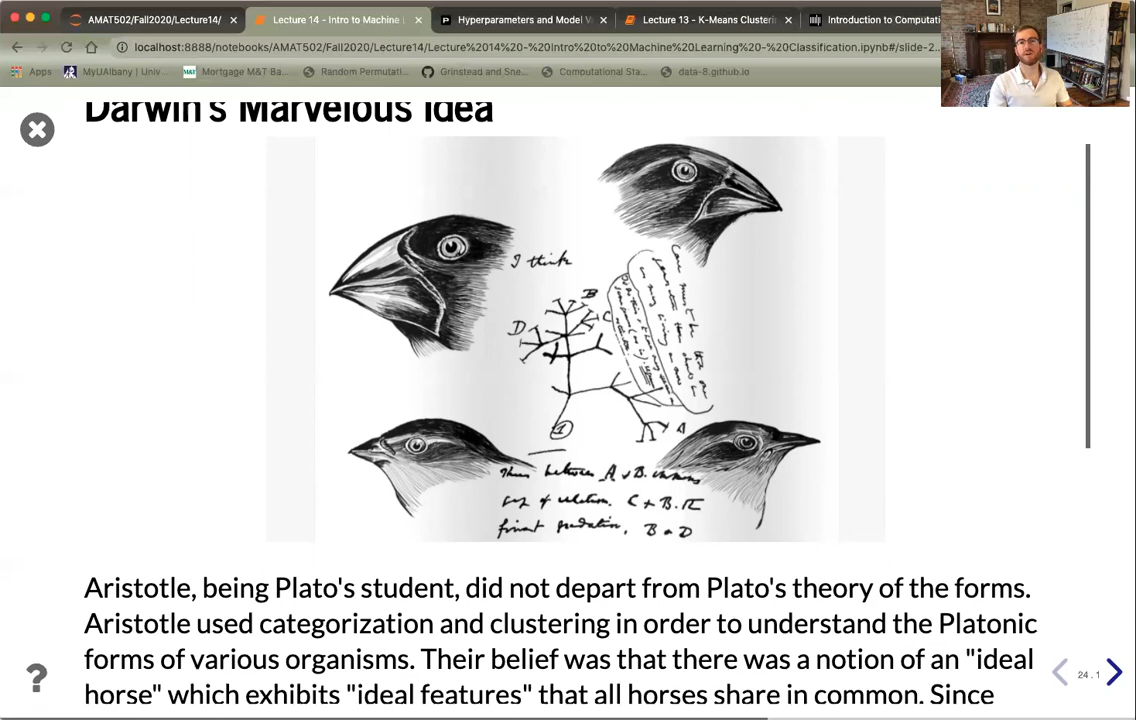 AMAT502/Fall2020/Lecture14/
Lecture 14 - Intro to Machine L
Hyperparameters and Model V
Lecture 13 - K-Means Clusteri
Introduction to Computati
localhost:8888/notebooks/AMAT502/Fall2020/Lecture14/Lecture%2014%20-%20Intro%20to%20Machine%20Learning%20-%20Classification.ipynb#/slide-2...
Apps
MyUAlbany | Univ...
M&T
Mortgage M&T Ba...
Random Permutati...
Grinstead and Sne...
Computational Sta...
data-8.github.io
Darwin's Marvelous Idea
I think
B
C
D
A
1
between A & B.
of relation. C & B.
gradation, B & D
Aristotle, being Plato's student, did not depart from Plato's theory of the forms.
Aristotle used categorization and clustering in order to understand the Platonic
forms of various organisms. Their belief was that there was a notion of an "ideal
horse" which exhibits "ideal features" that all horses share in common. Since
?
24.1